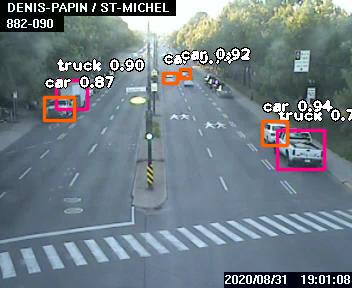 DENIS-PAPIN / ST-MICHEL
882-090
truck 0.90
car 0.92
car 0.87
car 0.94
truck 0.7
2020/08/31 19:01:08